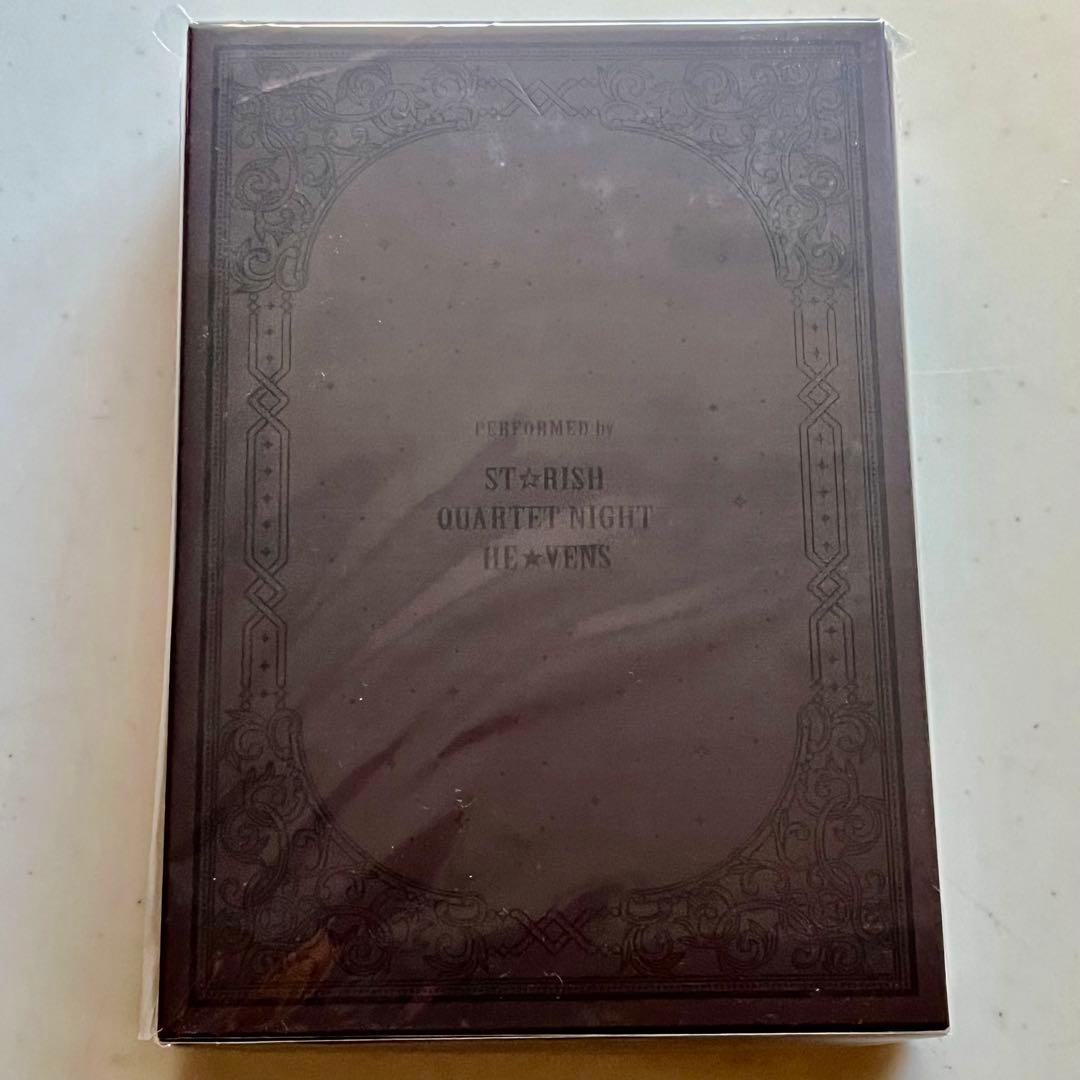 PERFORMED by
ST☆RISH
QUARTET NIGHT
HE★VENS